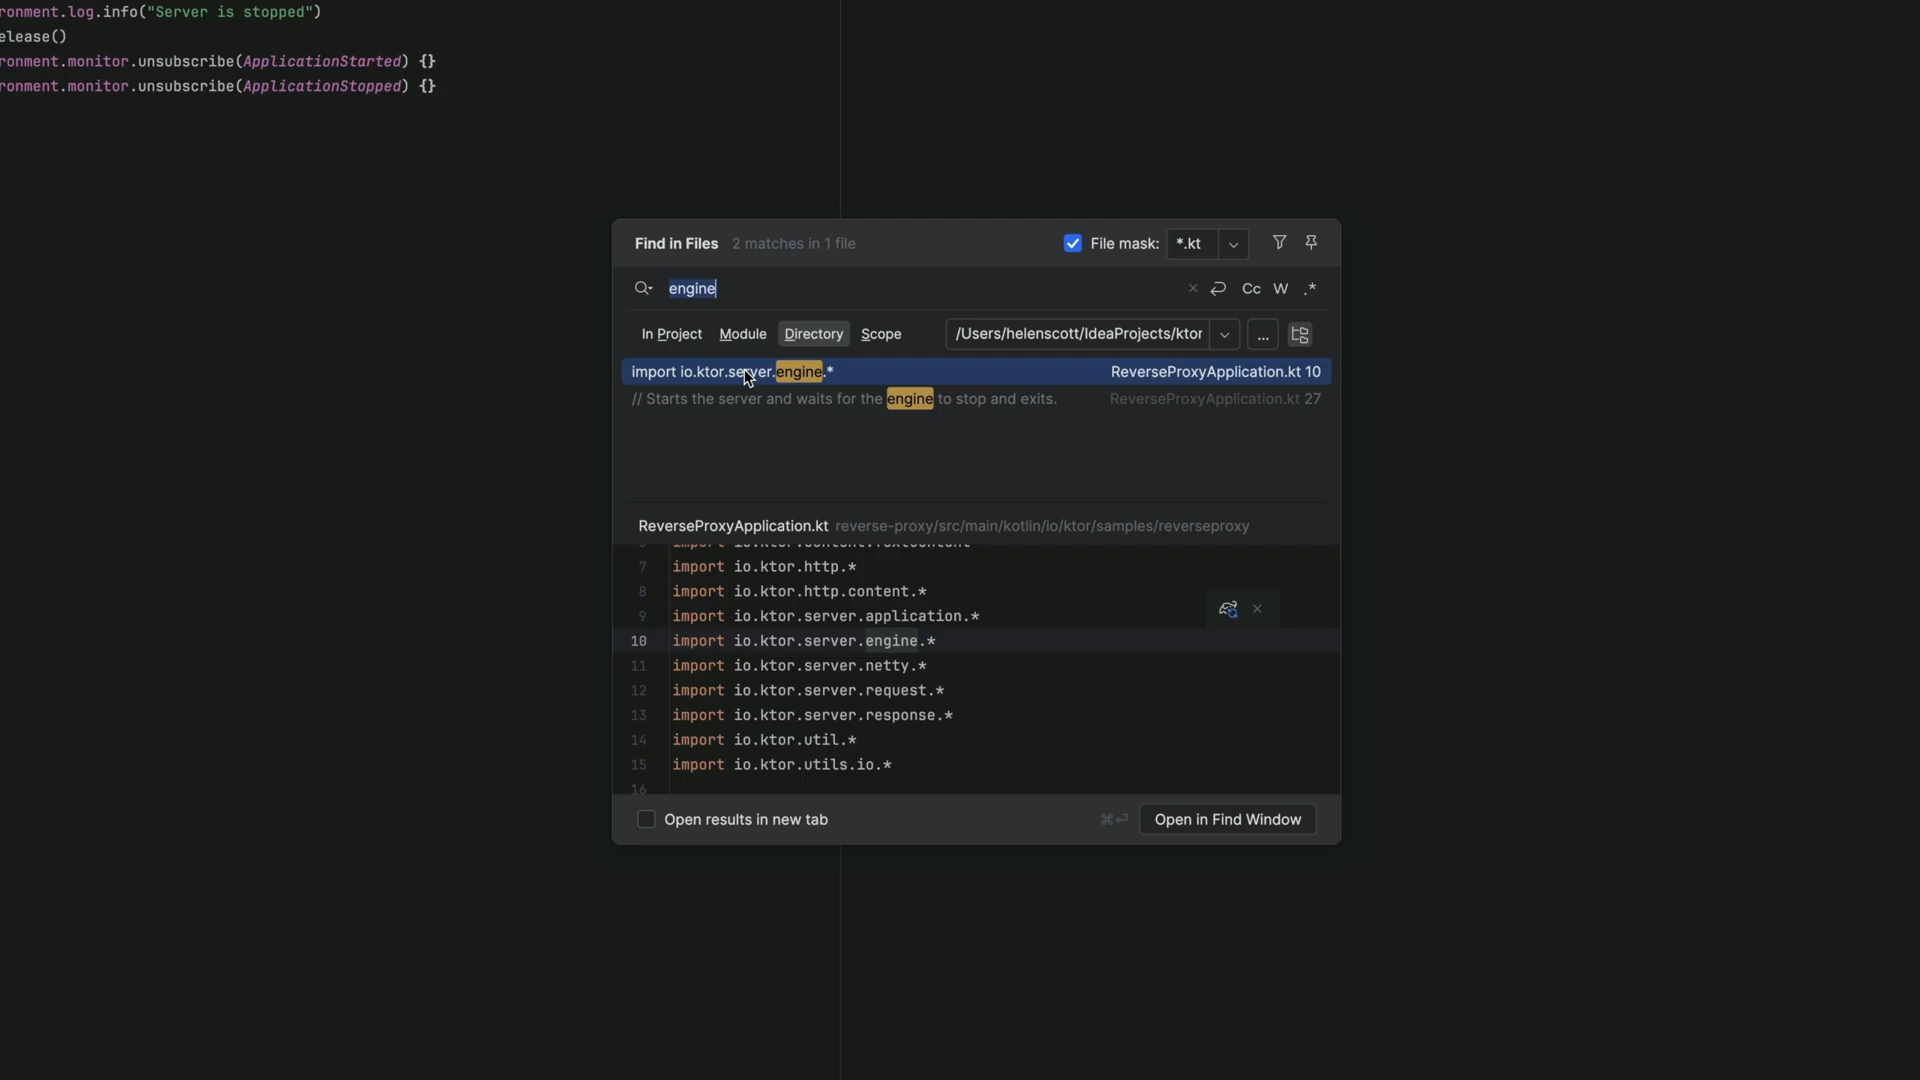 ronment.log.info("Server is stopped")
elease()
ronment.monitor.unsubscribe(ApplicationStarted) {}
ronment.monitor.unsubscribe(ApplicationStopped) {}
Find in Files 2 matches in 1 file File mask: *.kt
engine Cc W .*
In Project Module Directory Scope /Users/helenscott/IdeaProjects/ktor ...
import io.ktor.server.engine.* ReverseProxyApplication.kt 10
// Starts the server and waits for the engine to stop and exits. ReverseProxyApplication.kt 27
ReverseProxyApplication.kt reverse-proxy/src/main/kotlin/io/ktor/samples/reverseproxy
7 import io.ktor.http.*
8 import io.ktor.http.content.*
9 import io.ktor.server.application.*
10 import io.ktor.server.engine.*
11 import io.ktor.server.netty.*
12 import io.ktor.server.request.*
13 import io.ktor.server.response.*
14 import io.ktor.util.*
15 import io.ktor.utils.io.*
16
Open results in new tab ⌘⏎ Open in Find Window